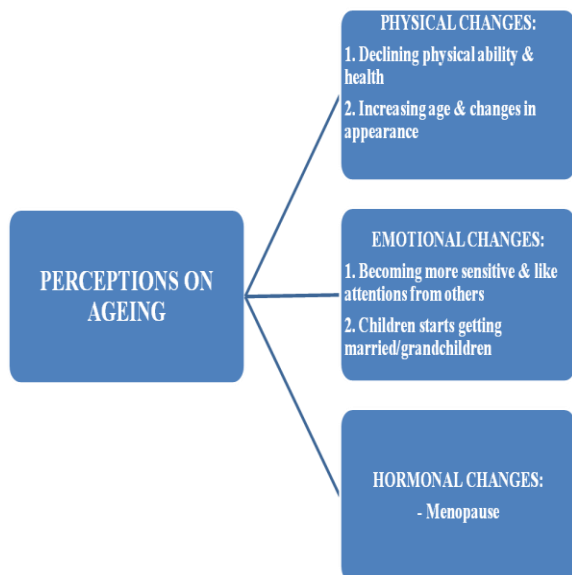 PHYSICAL CHANGES:
1. Declining physical ability &
health
2. Increasing age & changes in
appearance
PERCEPTIONS ON
AGEING
EMOTIONAL CHANGES:
1. Becoming more sensitive & like
attentions from others
2. Children starts getting
married/grandchildren
HORMONAL CHANGES:
- Menopause